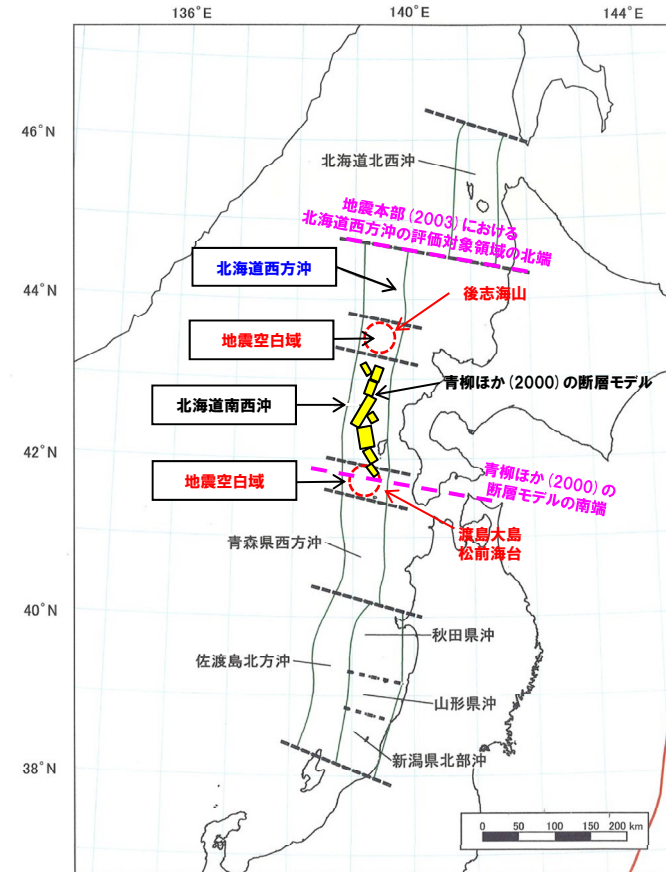 136°E
140°E
144°E
46°N
北海道北西沖
地震本部(2003)における
北海道西方沖の評価対象領域の北端
北海道西方沖
44°N
後志海山
地震空白域
青柳ほか(2000)の断層モデル
北海道南西沖
42°N
地震空白域
青柳ほか(2000)の
断層モデルの南端
渡島大島
松前海台
青森県西方沖
40°N
秋田県沖
佐渡島北方沖
山形県沖
新潟県北部沖
38°N
0 50 100 150 200 km